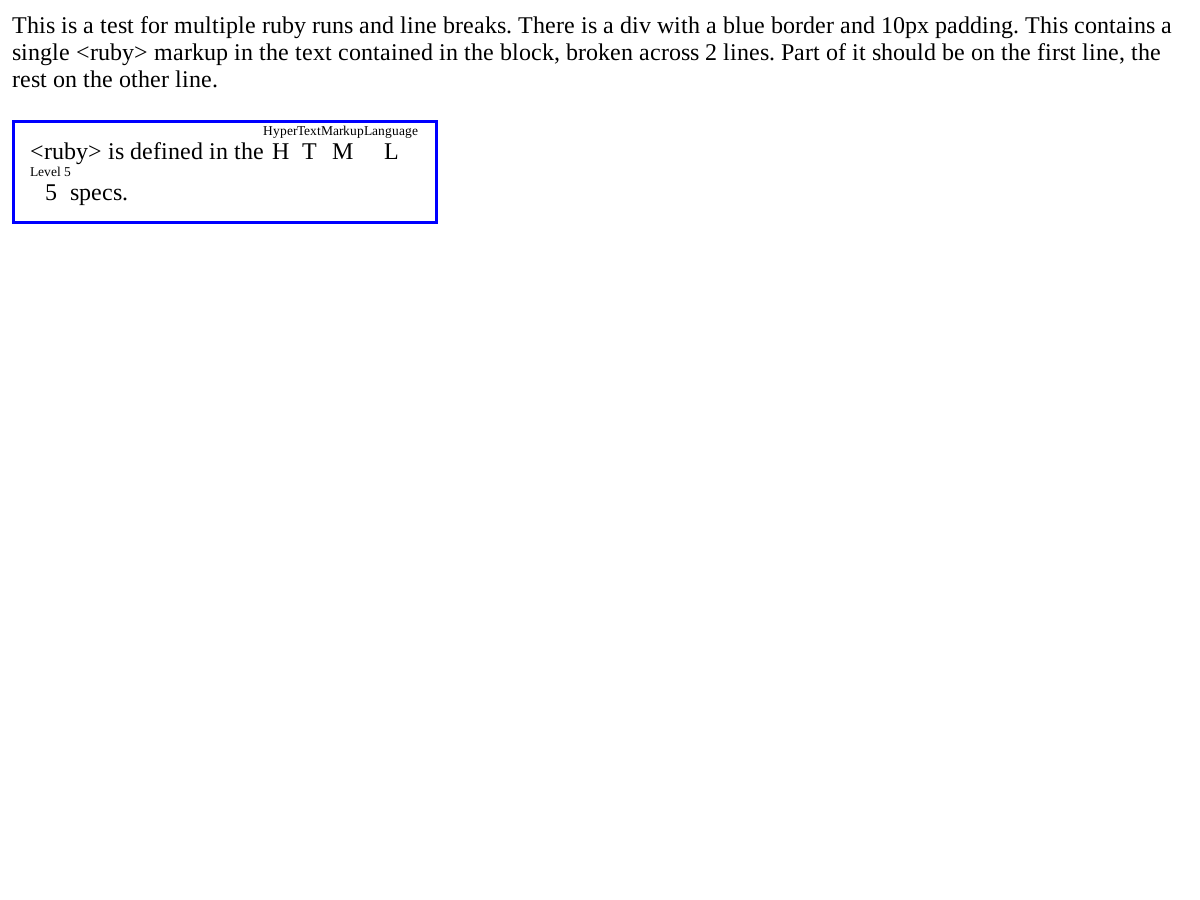 This is a test for multiple ruby runs and line breaks. There is a div with a blue border and 10px padding. This contains a
single <ruby> markup in the text contained in the block, broken across 2 lines. Part of it should be on the first line, the
rest on the other line.
HyperTextMarkupLanguage
<ruby> is defined in the H T M L
Level 5
5 specs.